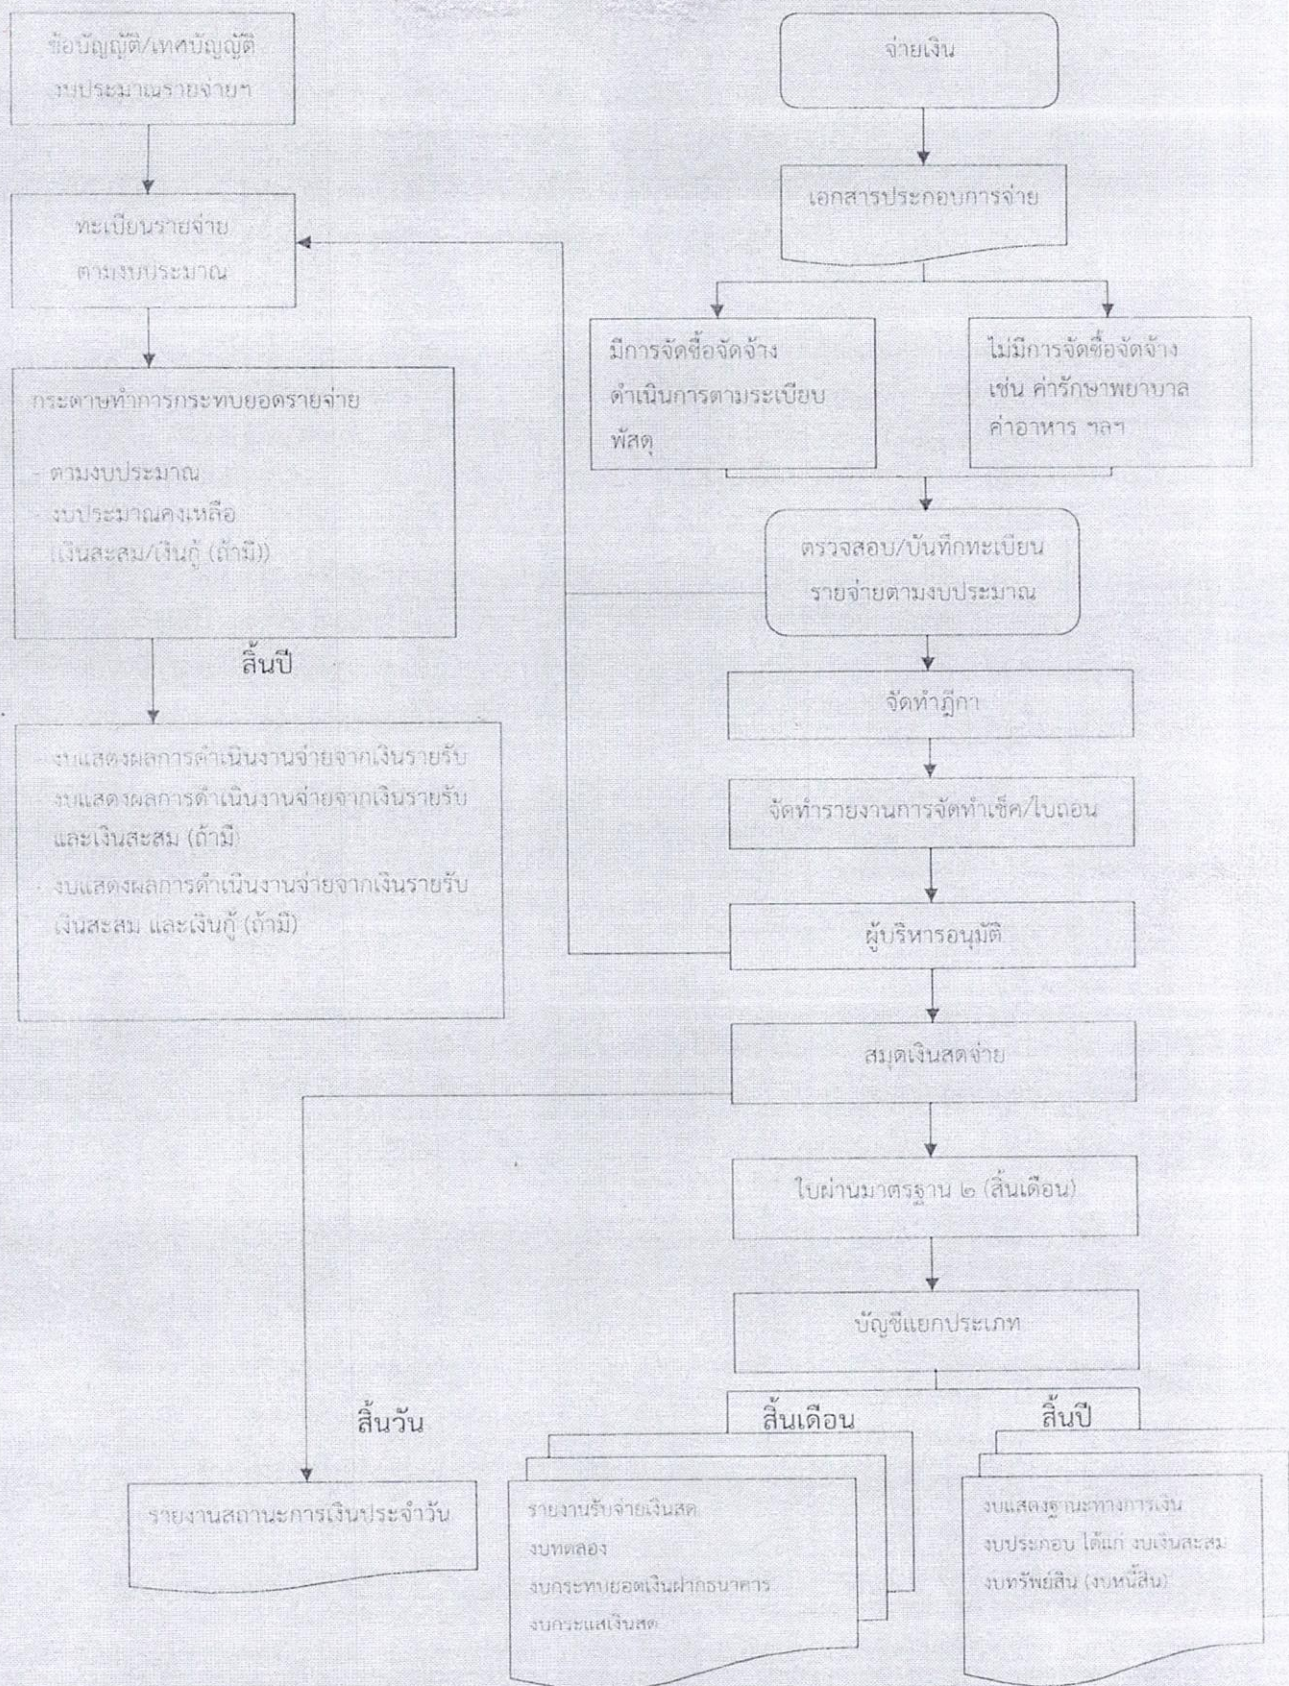 ข้อบัญญัติ/เทศบัญญัติ
งบประมาณรายจ่ายฯ
ทะเบียนรายจ่าย
ตามงบประมาณ
กระดาษทำการกระทบยอดรายจ่าย
- ตามงบประมาณ
- งบประมาณคงเหลือ
(เงินสะสม/เงินกู้ (ถ้ามี))
สิ้นปี
- งบแสดงผลการดำเนินงานจ่ายจากเงินรายรับ
- งบแสดงผลการดำเนินงานจ่ายจากเงินรายรับ
และเงินสะสม (ถ้ามี)
- งบแสดงผลการดำเนินงานจ่ายจากเงินรายรับ
เงินสะสม และเงินกู้ (ถ้ามี)
จ่ายเงิน
เอกสารประกอบการจ่าย
มีการจัดซื้อจัดจ้าง
ดำเนินการตามระเบียบ
พัสดุ
ไม่มีการจัดซื้อจัดจ้าง
เช่น ค่ารักษาพยาบาล
ค่าอาหาร ฯลฯ
ตรวจสอบ/บันทึกทะเบียน
รายจ่ายตามงบประมาณ
จัดทำฎีกา
จัดทำรายงานการจัดทำเช็ค/ใบถอน
ผู้บริหารอนุมัติ
สมุดเงินสดจ่าย
ใบผ่านมาตรฐาน ๒ (สิ้นเดือน)
บัญชีแยกประเภท
สิ้นวัน
รายงานสถานะการเงินประจำวัน
สิ้นเดือน
รายงานรับจ่ายเงินสด
งบทดลอง
งบกระทบยอดเงินฝากธนาคาร
งบกระแสเงินสด
สิ้นปี
งบแสดงฐานะทางการเงิน
งบประกอบ ได้แก่ งบเงินสะสม
งบทรัพย์สิน (งบหนี้สิน)